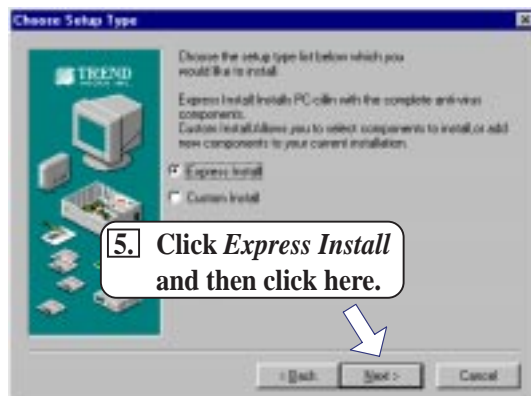 Choose Setup Type
TREND
MICRO, INC.
Choose the setup type list below which you
would like to install.
Express Install:Installs PC-cillin with the complete anti-virus
components.
Custom Install:Allows you to select components to install,or add
new components to your current installation.
Express Install
Custom Install
5. Click Express Install
and then click here.
< Back
Next >
Cancel